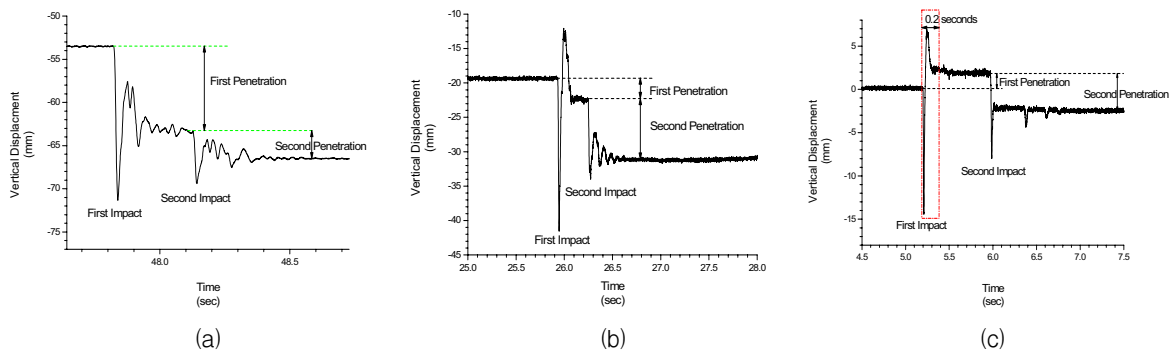 -50
-55
-60
-65
-70
-75
Vertical Displacement
(mm)
First Penetration
Second Penetration
First Impact
Second Impact
48.0
48.5
Time
(sec)
(a)
-10
-15
-20
-25
-30
-35
-40
-45
Vertical Displacment
(mm)
First Penetration
Second Penetration
Second Impact
First Impact
25.0 25.5 26.0 26.5 27.0 27.5 28.0
Time
(sec)
(b)
0.2 seconds
5
0
-5
-10
-15
Vertical Displacment
(mm)
First Penetration
Second Penetration
Second Impact
First Impact
4.5 5.0 5.5 6.0 6.5 7.0 7.5
Time
(sec)
(c)